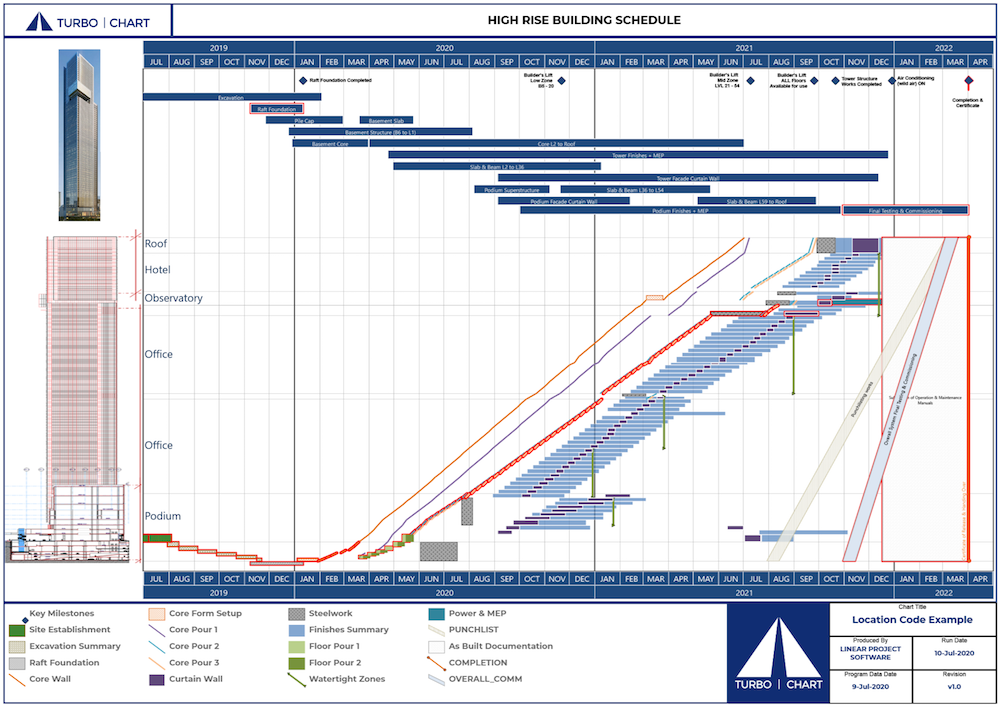 TURBO | CHART
HIGH RISE BUILDING SCHEDULE
2019 2020 2021 2022
JUL AUG SEP OCT NOV DEC JAN FEB MAR APR MAY JUN JUL AUG SEP OCT NOV DEC JAN FEB MAR APR MAY JUN JUL AUG SEP OCT NOV DEC JAN FEB MAR APR
Raft Foundation Completed
Builder's Lift
Low Zone
B6 - 20
Builder's Lift
Mid Zone
LVL 21 - 54
Builder's Lift
ALL Floors
Available for use
Tower Structure
Works Completed
Air Conditioning
(wild air) ON
Completion &
Certificate
Excavation
Raft Foundation
Pile Cap
Basement Slab
Basement Structure (B6 to L1)
Basement Core
Core L2 to Roof
Tower Finishes + MEP
Slab & Beam L2 to L36
Tower Facade Curtain Wall
Podium Superstructure
Slab & Beam L36 to L54
Podium Facade Curtain Wall
Slab & Beam L59 to Roof
Podium Finishes + MEP
Final Testing & Commissioning
Roof
Hotel
Observatory
Office
Office
Podium
Punchlisting works
Overall System Final Testing & Commissioning
of Operation & Maintenance
Manuals
JUL AUG SEP OCT NOV DEC JAN FEB MAR APR MAY JUN JUL AUG SEP OCT NOV DEC JAN FEB MAR APR MAY JUN JUL AUG SEP OCT NOV DEC JAN FEB MAR APR
2019 2020 2021 2022
Key Milestones
Site Establishment
Excavation Summary
Raft Foundation
Core Wall
Core Form Setup
Core Pour 1
Core Pour 2
Core Pour 3
Curtain Wall
Steelwork
Finishes Summary
Floor Pour 1
Floor Pour 2
Watertight Zones
Power & MEP
PUNCHLIST
As Built Documentation
COMPLETION
OVERALL_COMM
TURBO | CHART
Chart Title
Location Code Example
Produced By
LINEAR PROJECT
SOFTWARE
Run Date
10-Jul-2020
Program Data Date
9-Jul-2020
Revision
v1.0